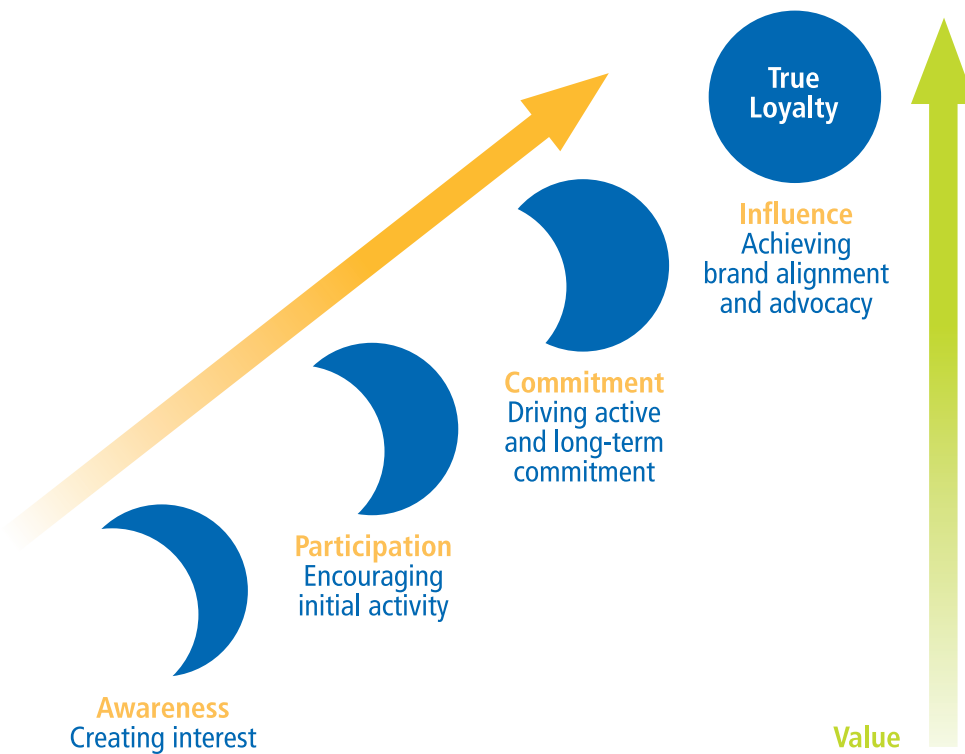 True
Loyalty
Influence
Achieving
brand alignment
and advocacy
Commitment
Driving active
and long-term
commitment
Participation
Encouraging
initial activity
Awareness
Creating interest
Value